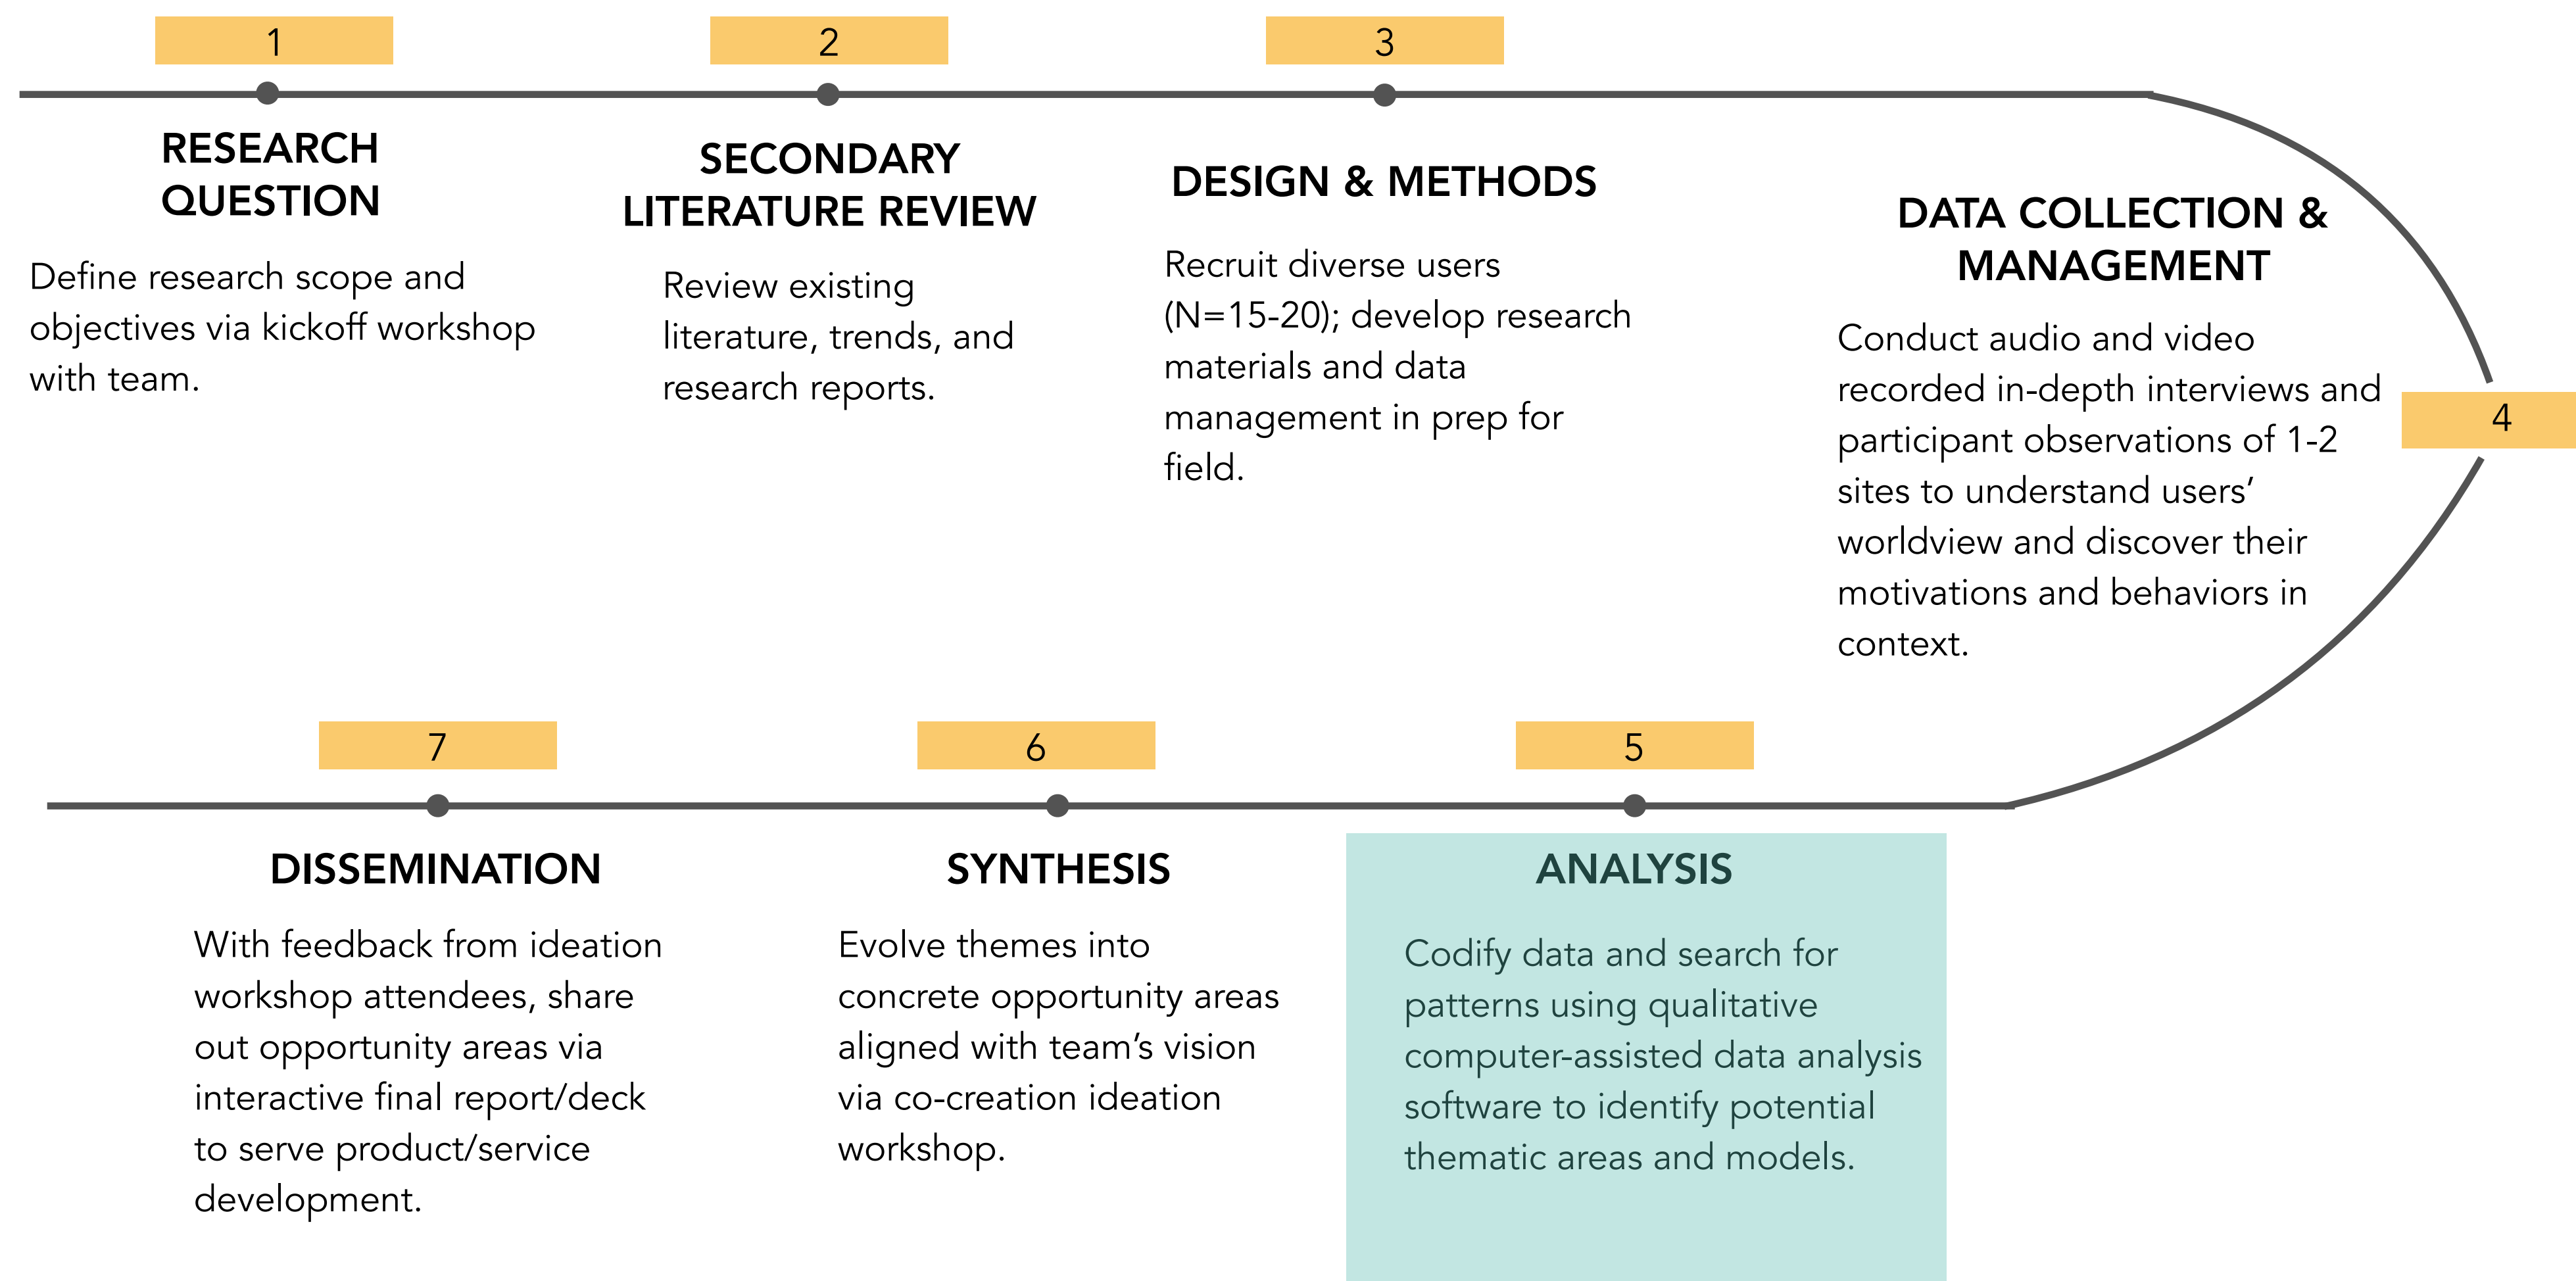 1
RESEARCH
QUESTION
Define research scope and
objectives via kickoff workshop
with team.
2
SECONDARY
LITERATURE REVIEW
Review existing
literature, trends, and
research reports.
3
DESIGN & METHODS
Recruit diverse users
(N=15-20); develop research
materials and data
management in prep for
field.
4
DATA COLLECTION &
MANAGEMENT
Conduct audio and video
recorded in-depth interviews and
participant observations of 1-2
sites to understand users’
worldview and discover their
motivations and behaviors in
context.
5
ANALYSIS
Codify data and search for
patterns using qualitative
computer-assisted data analysis
software to identify potential
thematic areas and models.
6
SYNTHESIS
Evolve themes into
concrete opportunity areas
aligned with team’s vision
via co-creation ideation
workshop.
7
DISSEMINATION
With feedback from ideation
workshop attendees, share
out opportunity areas via
interactive final report/deck
to serve product/service
development.